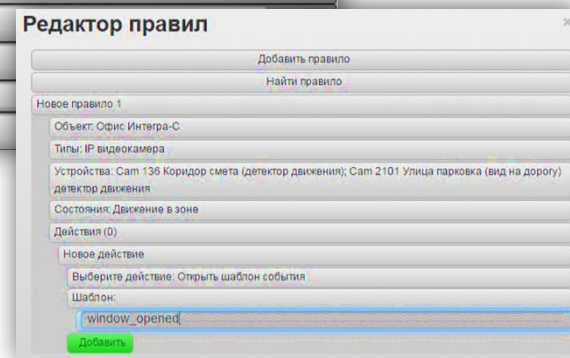 Редактор правил
×
Добавить правило
Найти правило
Новое правило 1
Объект: Офис Интегра-С
Типы: IP видеокамера
Устройства: Cam 136 Коридор смета (детектор движения); Cam 2101 Улица парковка (вид на дорогу)
детектор движения
Состояния: Движение в зоне
Действия (0)
Новое действие
Выберите действие: Открыть шаблон события
Шаблон:
window_opened
Добавить